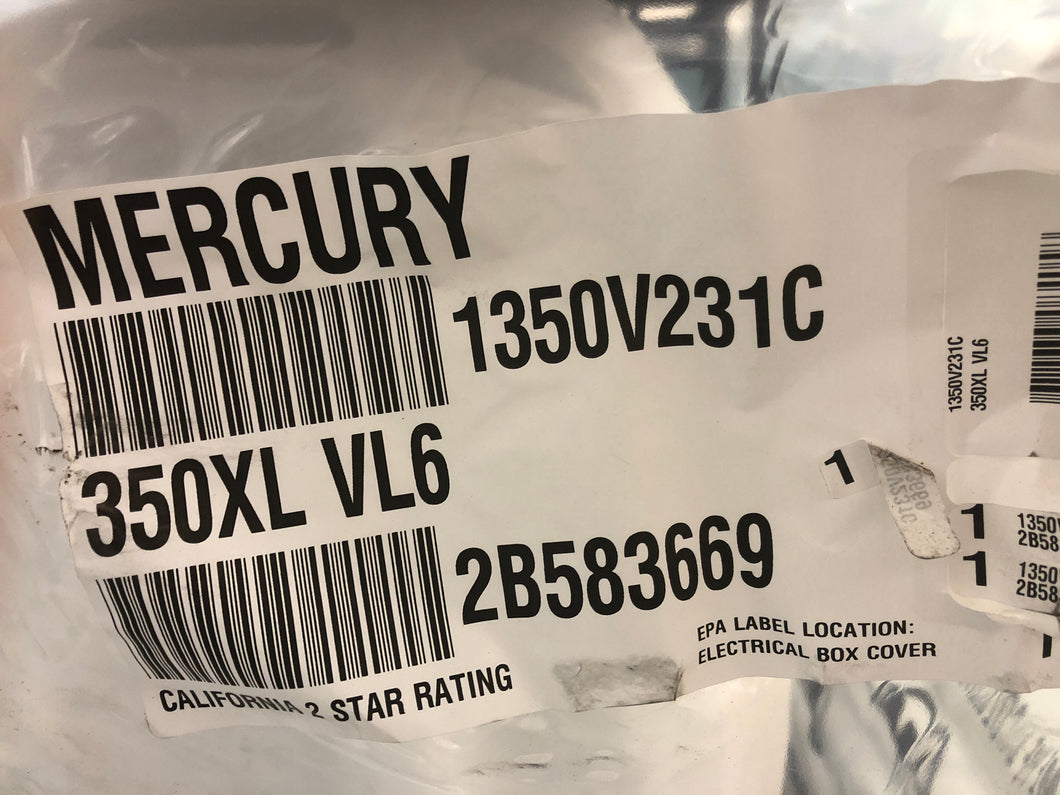 MERCURY
1350V231C
350XL VL6
2B583669
CALIFORNIA 2 STAR RATING
EPA LABEL LOCATION:
ELECTRICAL BOX COVER
1
1350V231C
350XL VL6
1
1350
2B58
1
1350
2B58
1